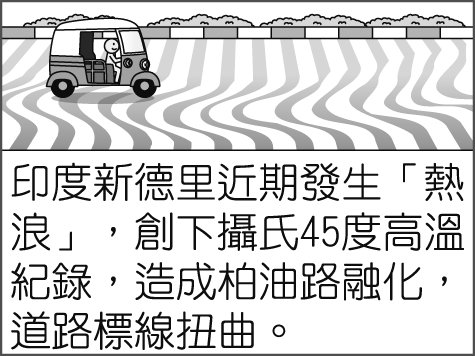 印度新德里近期發生「熱
浪」，創下攝氏45度高溫
紀錄，造成柏油路融化，
道路標線扭曲。